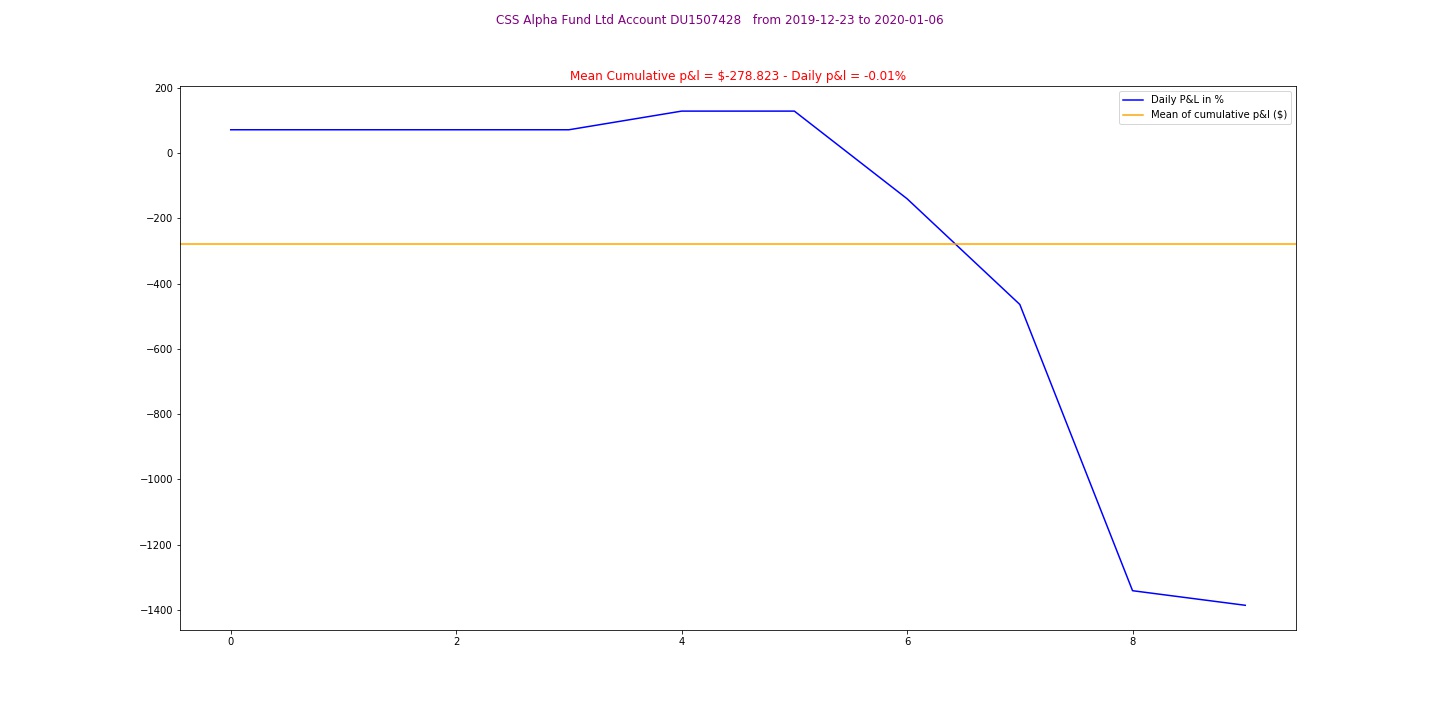 CSS Alpha Fund Ltd Account DU1507428   from 2019-12-23 to 2020-01-06
Mean Cumulative p&l = $-278.823 - Daily p&l = -0.01%
Daily P&L in %
Mean of cumulative p&l ($)
200
0
−200
−400
−600
−800
−1000
−1200
−1400
0 2 4 6 8